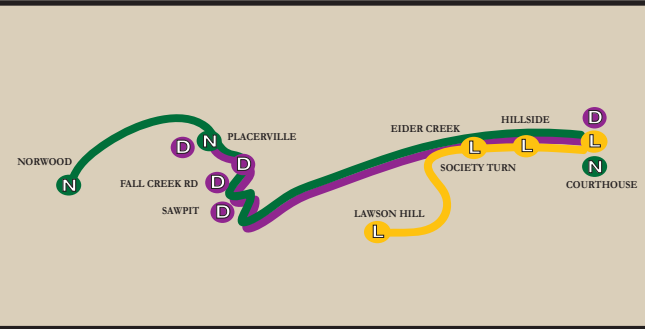 D
HILLSIDE
EIDER CREEK
N
PLACERVILLE
L
D
L
L
NORWOOD
D
SOCIETY TURN
N
N
FALL CREEK RD
D
COURTHOUSE
SAWPIT
D
LAWSON HILL
L